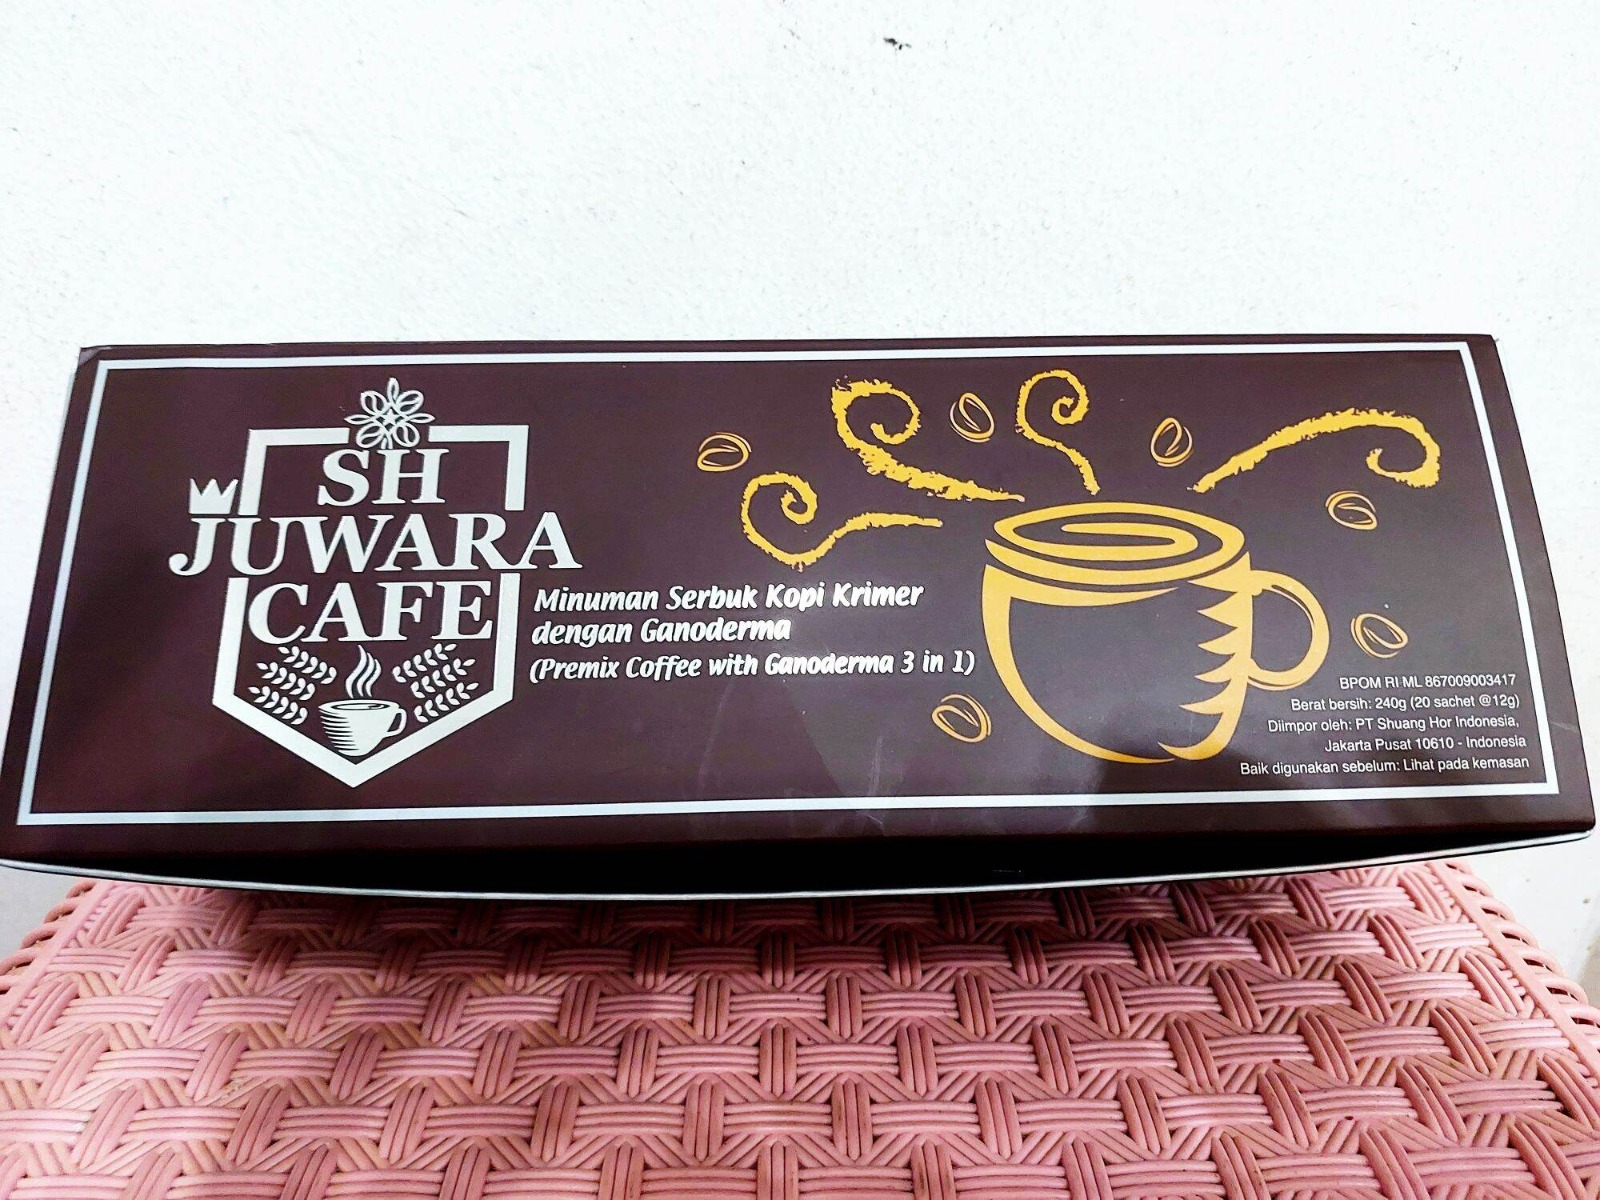 SH
JUWARA
CAFE
Minuman Serbuk Kopi Krimer
dengan Ganoderma
(Premix Coffee with Ganoderma 3 in 1)
BPOM RI ML 867009003417
Berat bersih: 240g (20 sachet @12g)
Diimpor oleh: PT Shuang Hor Indonesia,
Jakarta Pusat 10610 - Indonesia
Baik digunakan sebelum: Lihat pada kemasan